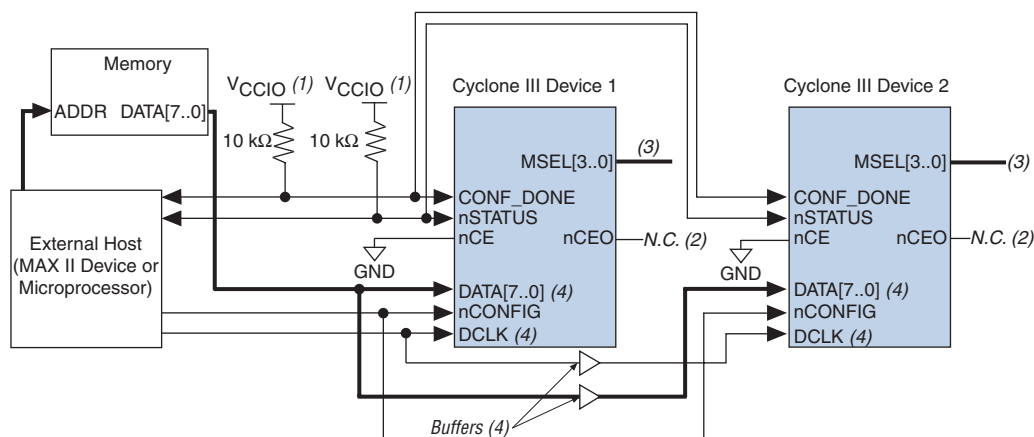 Memory
ADDR DATA[7..0]
VCCIO (1)
VCCIO (1)
10 kΩ
10 kΩ
External Host
(MAX II Device or
Microprocessor)
Cyclone III Device 1
MSEL[3..0]
(3)
CONF_DONE
nSTATUS
nCE
nCEO
N.C. (2)
GND
DATA[7..0] (4)
nCONFIG
DCLK (4)
Buffers (4)
Cyclone III Device 2
MSEL[3..0]
(3)
CONF_DONE
nSTATUS
nCE
nCEO
N.C. (2)
GND
DATA[7..0] (4)
nCONFIG
DCLK (4)